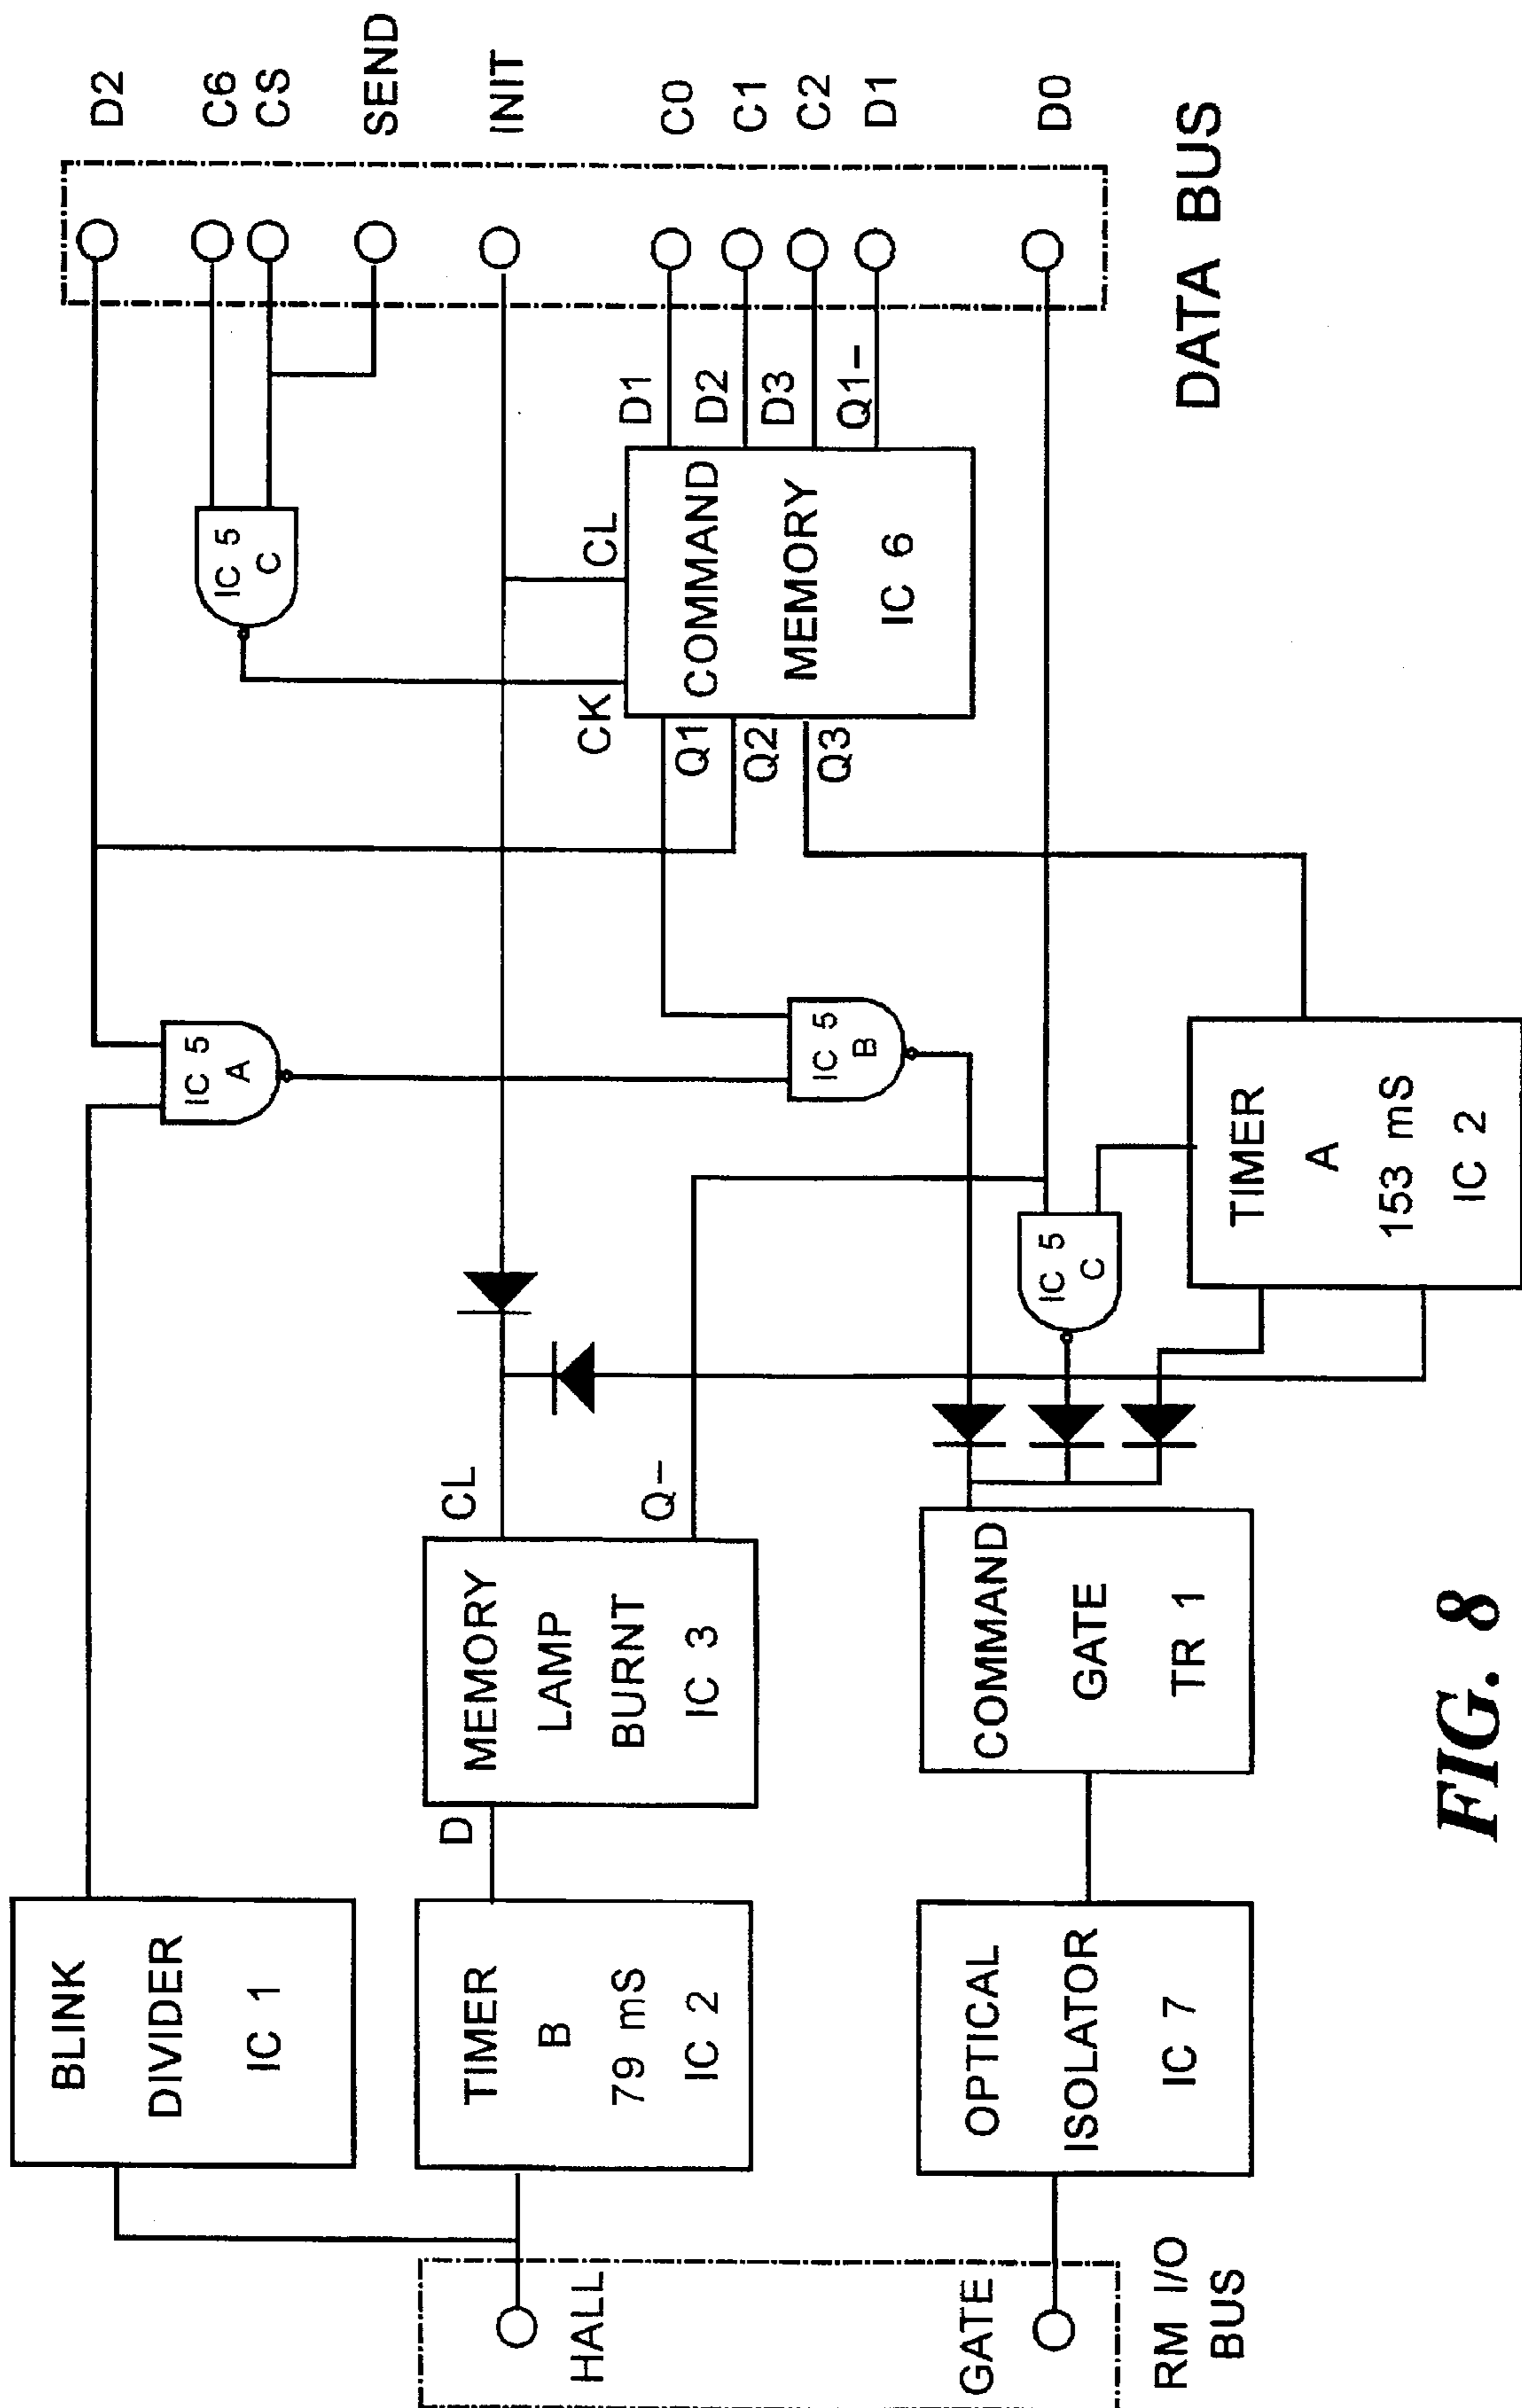 BLINK
DIVIDER
IC 1
TIMER
B
79 mS
IC 2
OPTICAL
ISOLATOR
IC 7
HALL
GATE
RM I/O
BUS
D
MEMORY
LAMP
BURNT
IC 3
CL
Q–
COMMAND
GATE
TR 1
IC 5
A
IC 5
B
IC 5
C
TIMER
A
153 mS
IC 2
IC 5
C
CK
CL
COMMAND
MEMORY
IC 6
Q1
Q2
Q3
D1
D2
D3
Q1–
D2
C6
CS
SEND
INIT
C0
C1
C2
D1
D0
DATA BUS
FIG. 8